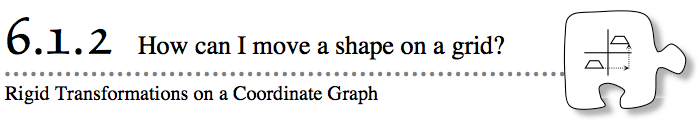 6.1.2 How can I move a shape on a grid?
Rigid Transformations on a Coordinate Graph